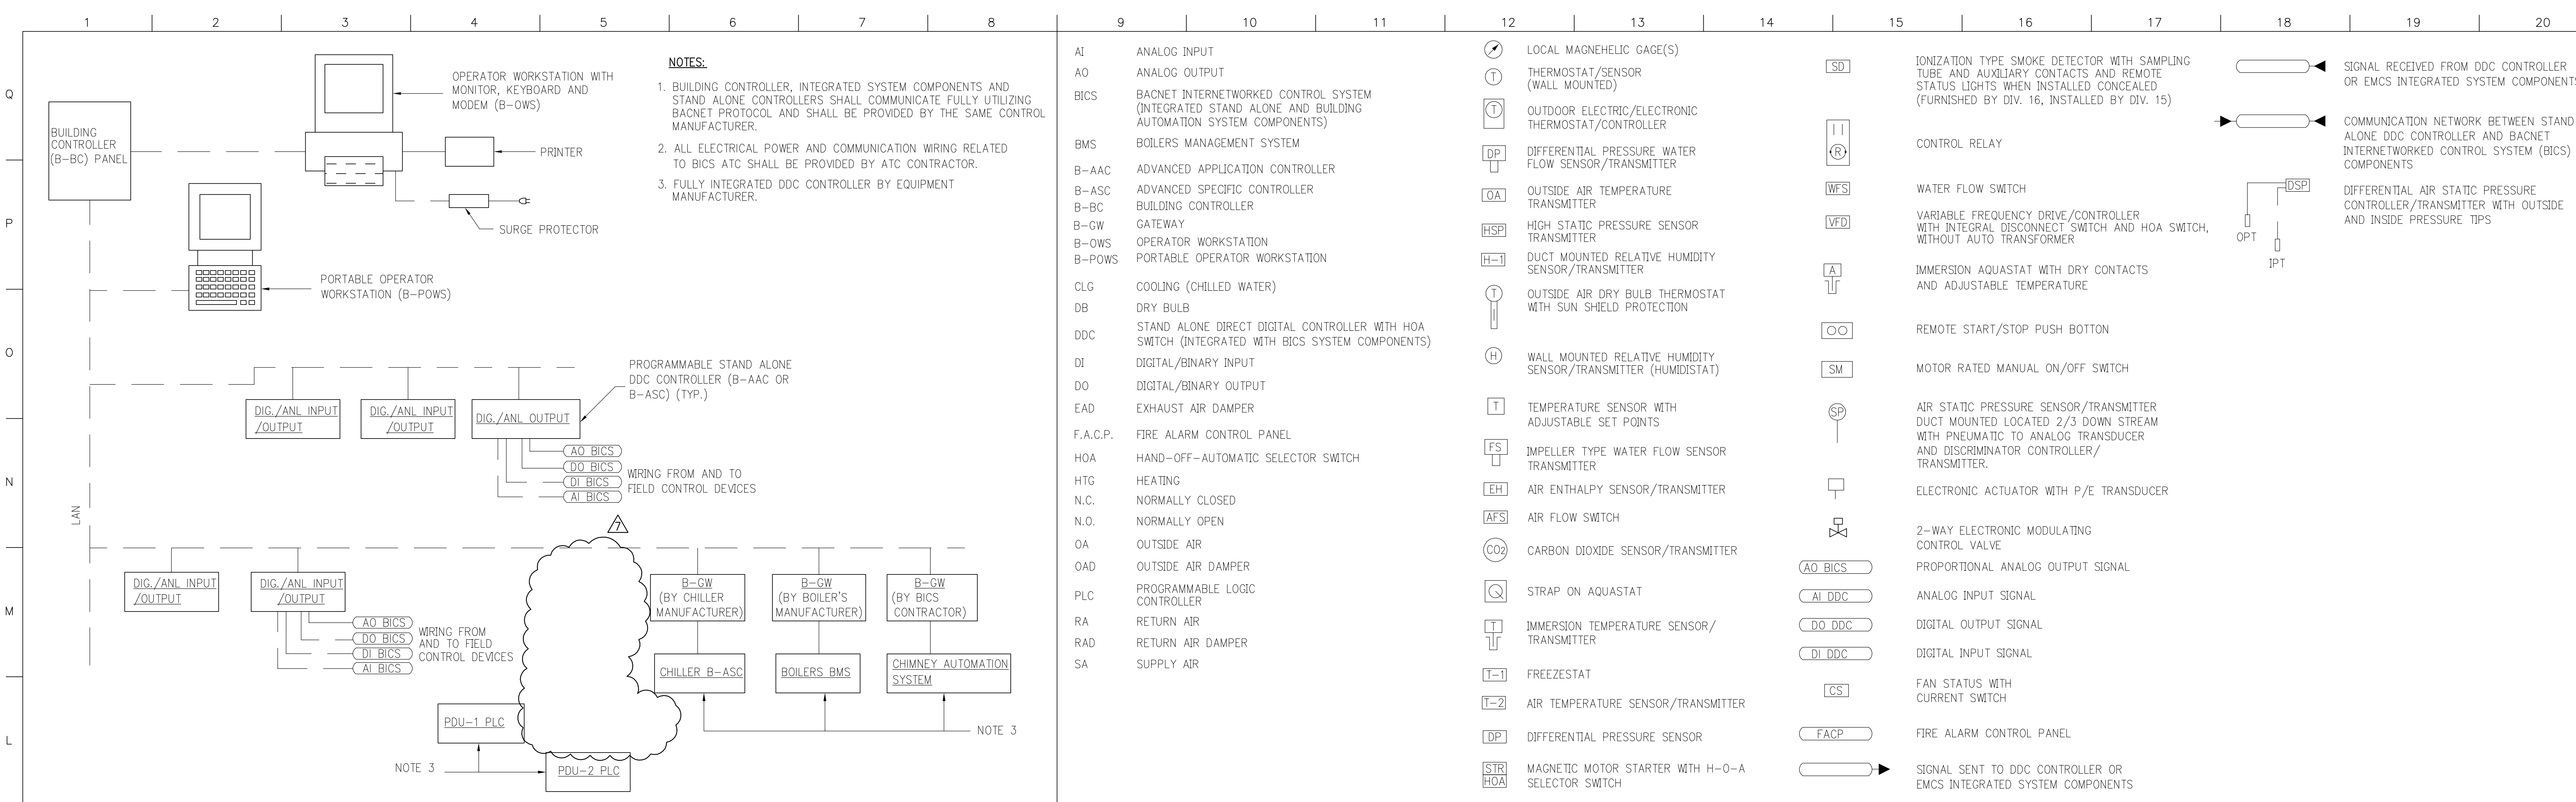 1 2 3 4 5 6 7 8 9 10 11 12 13 14 15 16 17 18 19 20
Q
P
O
N
M
L
BUILDING
CONTROLLER
(B-BC) PANEL
OPERATOR WORKSTATION WITH
MONITOR, KEYBOARD AND
MODEM (B-OWS)
PRINTER
SURGE PROTECTOR
PORTABLE OPERATOR
WORKSTATION (B-POWS)
NOTES:
1. BUILDING CONTROLLER, INTEGRATED SYSTEM COMPONENTS AND
STAND ALONE CONTROLLERS SHALL COMMUNICATE FULLY UTILIZING
BACNET PROTOCOL AND SHALL BE PROVIDED BY THE SAME CONTROL
MANUFACTURER.
2. ALL ELECTRICAL POWER AND COMMUNICATION WIRING RELATED
TO BICS ATC SHALL BE PROVIDED BY ATC CONTRACTOR.
3. FULLY INTEGRATED DDC CONTROLLER BY EQUIPMENT
MANUFACTURER.
PROGRAMMABLE STAND ALONE
DDC CONTROLLER (B-AAC OR
B-ASC) (TYP.)
DIG./ANL INPUT
/OUTPUT
DIG./ANL INPUT
/OUTPUT
DIG./ANL OUTPUT
AO BICS
DO BICS
DI BICS
AI BICS
WIRING FROM AND TO
FIELD CONTROL DEVICES
LAN
7
DIG./ANL INPUT
/OUTPUT
DIG./ANL INPUT
/OUTPUT
AO BICS
DO BICS
DI BICS
AI BICS
WIRING FROM
AND TO FIELD
CONTROL DEVICES
B-GW
(BY CHILLER
MANUFACTURER)
B-GW
(BY BOILER'S
MANUFACTURER)
B-GW
(BY BICS
CONTRACTOR)
CHILLER B-ASC
BOILERS BMS
CHIMNEY AUTOMATION
SYSTEM
PDU-1 PLC
PDU-2 PLC
NOTE 3
NOTE 3
AI ANALOG INPUT
AO ANALOG OUTPUT
BICS BACNET INTERNETWORKED CONTROL SYSTEM
(INTEGRATED STAND ALONE AND BUILDING
AUTOMATION SYSTEM COMPONENTS)
BMS BOILERS MANAGEMENT SYSTEM
B-AAC ADVANCED APPLICATION CONTROLLER
B-ASC ADVANCED SPECIFIC CONTROLLER
B-BC BUILDING CONTROLLER
B-GW GATEWAY
B-OWS OPERATOR WORKSTATION
B-POWS PORTABLE OPERATOR WORKSTATION
CLG COOLING (CHILLED WATER)
DB DRY BULB
DDC STAND ALONE DIRECT DIGITAL CONTROLLER WITH HOA
SWITCH (INTEGRATED WITH BICS SYSTEM COMPONENTS)
DI DIGITAL/BINARY INPUT
DO DIGITAL/BINARY OUTPUT
EAD EXHAUST AIR DAMPER
F.A.C.P. FIRE ALARM CONTROL PANEL
HOA HAND-OFF-AUTOMATIC SELECTOR SWITCH
HTG HEATING
N.C. NORMALLY CLOSED
N.O. NORMALLY OPEN
OA OUTSIDE AIR
OAD OUTSIDE AIR DAMPER
PLC PROGRAMMABLE LOGIC
CONTROLLER
RA RETURN AIR
RAD RETURN AIR DAMPER
SA SUPPLY AIR
LOCAL MAGNEHELIC GAGE(S)
T THERMOSTAT/SENSOR
(WALL MOUNTED)
T OUTDOOR ELECTRIC/ELECTRONIC
THERMOSTAT/CONTROLLER
DP DIFFERENTIAL PRESSURE WATER
FLOW SENSOR/TRANSMITTER
OA OUTSIDE AIR TEMPERATURE
TRANSMITTER
HSP HIGH STATIC PRESSURE SENSOR
TRANSMITTER
H-1 DUCT MOUNTED RELATIVE HUMIDITY
SENSOR/TRANSMITTER
T OUTSIDE AIR DRY BULB THERMOSTAT
WITH SUN SHIELD PROTECTION
H WALL MOUNTED RELATIVE HUMIDITY
SENSOR/TRANSMITTER (HUMIDISTAT)
T TEMPERATURE SENSOR WITH
ADJUSTABLE SET POINTS
FS IMPELLER TYPE WATER FLOW SENSOR
TRANSMITTER
EH AIR ENTHALPY SENSOR/TRANSMITTER
AFS AIR FLOW SWITCH
CO2 CARBON DIOXIDE SENSOR/TRANSMITTER
Q STRAP ON AQUASTAT
T IMMERSION TEMPERATURE SENSOR/
TRANSMITTER
T-1 FREEZESTAT
T-2 AIR TEMPERATURE SENSOR/TRANSMITTER
DP DIFFERENTIAL PRESSURE SENSOR
STR MAGNETIC MOTOR STARTER WITH H-O-A
HOA SELECTOR SWITCH
SD IONIZATION TYPE SMOKE DETECTOR WITH SAMPLING
TUBE AND AUXILIARY CONTACTS AND REMOTE
STATUS LIGHTS WHEN INSTALLED CONCEALED
(FURNISHED BY DIV. 16, INSTALLED BY DIV. 15)
R CONTROL RELAY
WFS WATER FLOW SWITCH
VFD VARIABLE FREQUENCY DRIVE/CONTROLLER
WITH INTEGRAL DISCONNECT SWITCH AND HOA SWITCH,
WITHOUT AUTO TRANSFORMER
A IMMERSION AQUASTAT WITH DRY CONTACTS
AND ADJUSTABLE TEMPERATURE
REMOTE START/STOP PUSH BOTTON
SM MOTOR RATED MANUAL ON/OFF SWITCH
SP AIR STATIC PRESSURE SENSOR/TRANSMITTER
DUCT MOUNTED LOCATED 2/3 DOWN STREAM
WITH PNEUMATIC TO ANALOG TRANSDUCER
AND DISCRIMINATOR CONTROLLER/
TRANSMITTER.
ELECTRONIC ACTUATOR WITH P/E TRANSDUCER
2-WAY ELECTRONIC MODULATING
CONTROL VALVE
AO BICS PROPORTIONAL ANALOG OUTPUT SIGNAL
AI DDC ANALOG INPUT SIGNAL
DO DDC DIGITAL OUTPUT SIGNAL
DI DDC DIGITAL INPUT SIGNAL
CS FAN STATUS WITH
CURRENT SWITCH
FACP FIRE ALARM CONTROL PANEL
SIGNAL SENT TO DDC CONTROLLER OR
EMCS INTEGRATED SYSTEM COMPONENTS
SIGNAL RECEIVED FROM DDC CONTROLLER
OR EMCS INTEGRATED SYSTEM COMPONENTS
COMMUNICATION NETWORK BETWEEN STAND
ALONE DDC CONTROLLER AND BACNET
INTERNETWORKED CONTROL SYSTEM (BICS)
COMPONENTS
DSP
OPT
IPT
DIFFERENTIAL AIR STATIC PRESSURE
CONTROLLER/TRANSMITTER WITH OUTSIDE
AND INSIDE PRESSURE TIPS